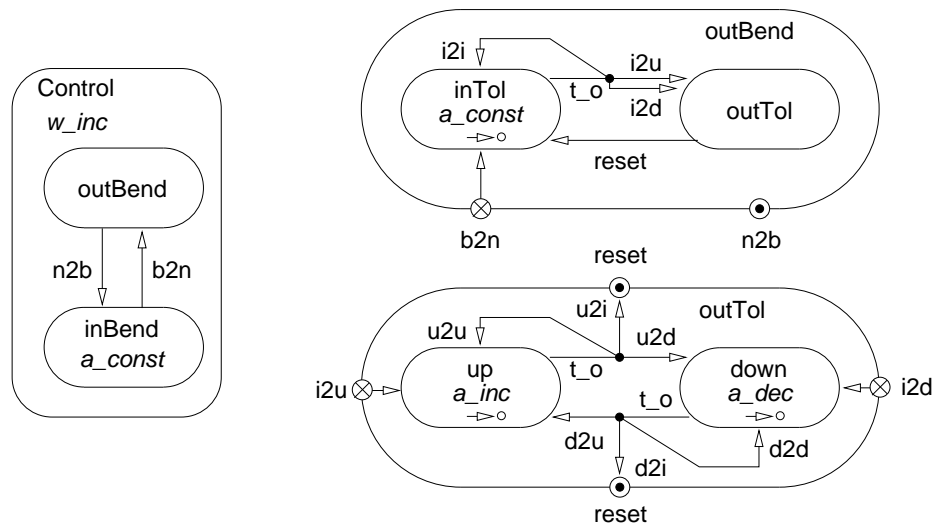 Control
w_inc
outBend
n2b b2n
inBend
a_const
outBend
i2i
i2u
inTol
a_const
t_o
i2d
outTol
reset
b2n
n2b
reset
outTol
u2i
u2u
u2d
up
a_inc
t_o
down
a_dec
i2u
i2d
t_o
d2u
d2d
d2i
reset